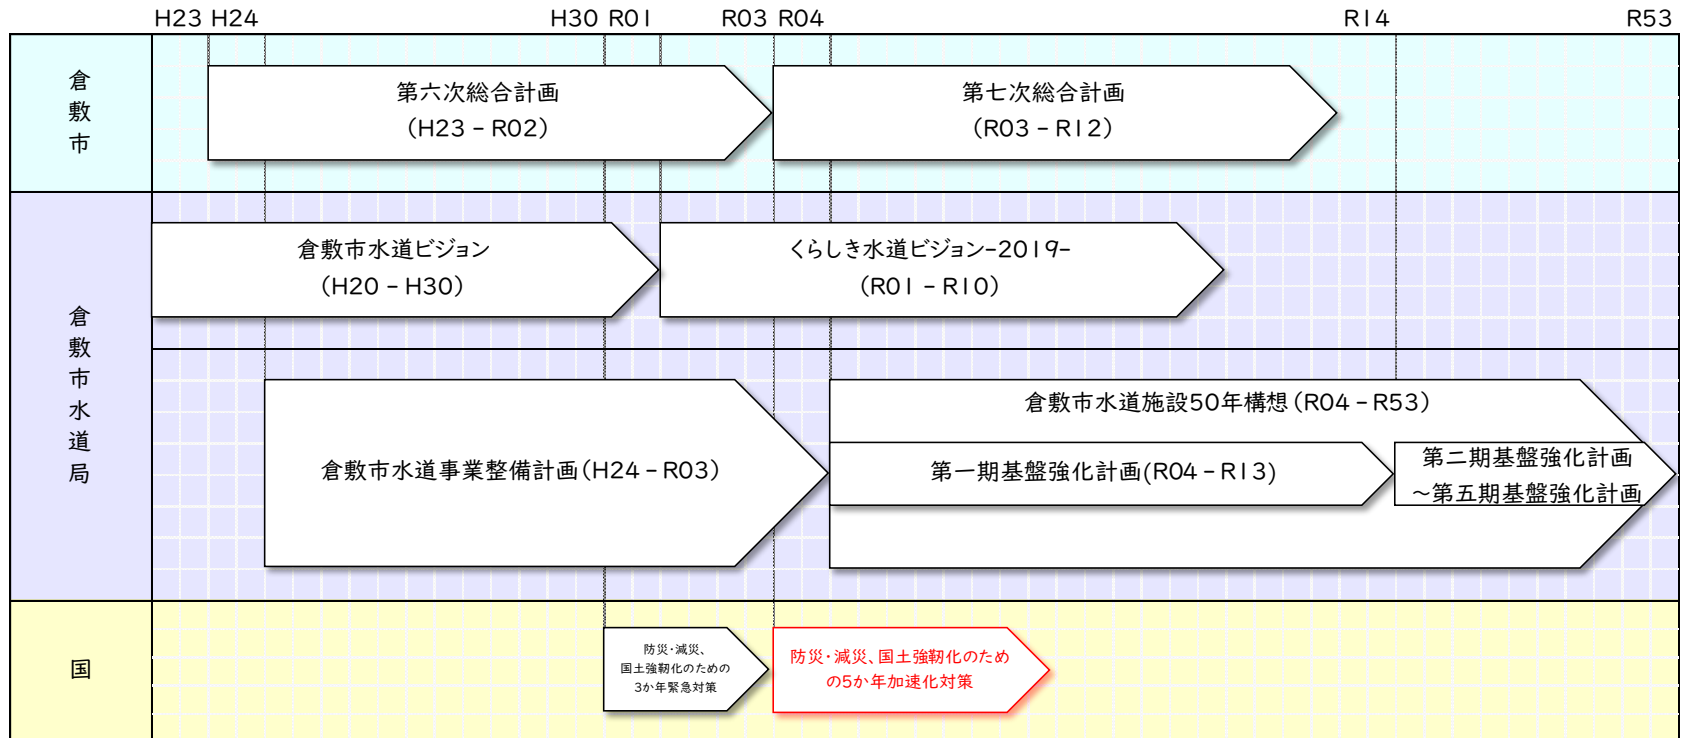 H23 H24 H30 R01 R03 R04 R14 R53
倉敷市
第六次総合計画
(H23 - R02)
第七次総合計画
(R03 - R12)
倉敷市水道局
倉敷市水道ビジョン
(H20 - H30)
くらしき水道ビジョン-2019-
(R01 - R10)
倉敷市水道事業整備計画(H24 - R03)
倉敷市水道施設50年構想(R04 - R53)
第一期基盤強化計画(R04 - R13)
第二期基盤強化計画
～第五期基盤強化計画
国
防災・減災、
国土強靭化のための
3か年緊急対策
防災・減災、国土強靭化のため
の5か年加速化対策